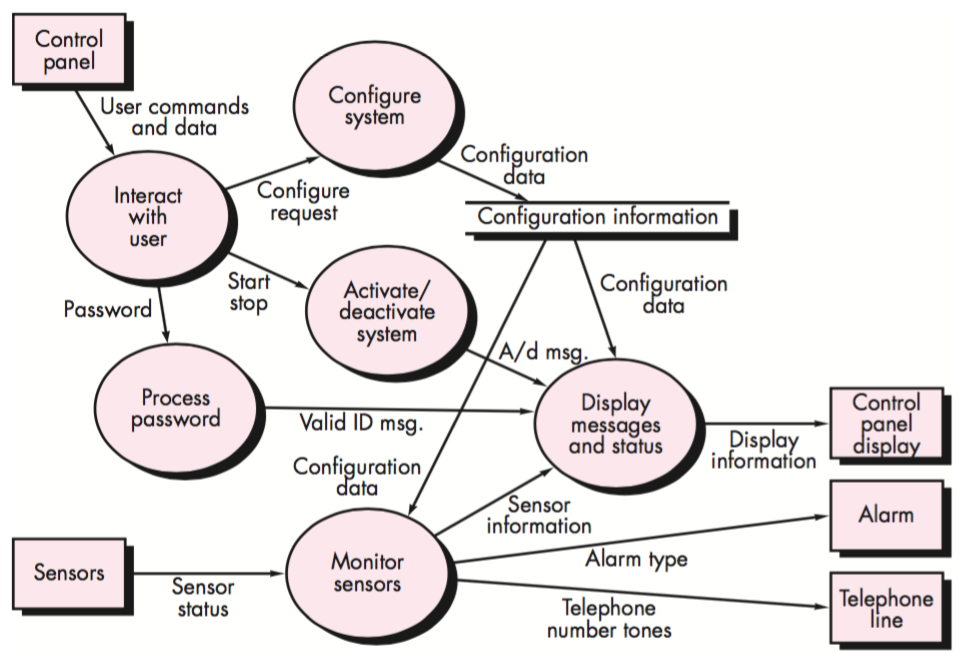 Control
panel
User commands
and data
Configure
system
Configuration
data
Interact
with
user
Configure
request
Configuration information
Start
stop
Activate/
deactivate
system
Configuration
data
Password
A/d msg.
Process
password
Valid ID msg.
Display
messages
and status
Control
panel
display
Display
information
Configuration
data
Sensor
information
Alarm
Monitor
sensors
Alarm type
Sensors
Sensor
status
Telephone
number tones
Telephone
line